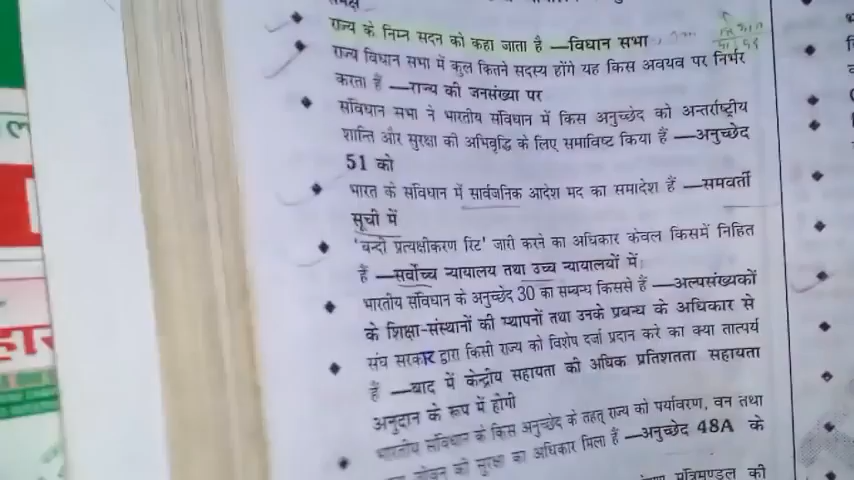 राज्य के निम्न सदन को कहा जाता है —विधान सभा
राज्य विधान सभा में कुल कितने सदस्य होंगे यह किस अवयव पर निर्भर
करता है —राज्य की जनसंख्या पर
संविधान सभा ने भारतीय संविधान में किस अनुच्छेद को अन्तर्राष्ट्रीय
शान्ति और सुरक्षा की अभिवृद्धि के लिए समाविष्ट किया है —अनुच्छेद
51 को
भारत के संविधान में सार्वजनिक आदेश मद का समादेश हैं —समवर्ती
सूची में
'बन्दी प्रत्यक्षीकरण रिट' जारी करने का अधिकार केवल किसमें निहित
हैं —सर्वोच्च न्यायालय तथा उच्च न्यायालयों में
भारतीय संविधान के अनुच्छेद 30 का सम्बन्ध किससे हैं —अल्पसंख्यकों
के शिक्षा-संस्थानों की स्थापनों तथा उनके प्रबन्ध के अधिकार से
संघ सरकार द्वारा किसी राज्य को विशेष दर्जा प्रदान करे का क्या तात्पर्य
हैं —बाद में केन्द्रीय सहायता की अधिक प्रतिशतता सहायता
अनुदान के रूप में होगी
भारतीय संविधान के किस अनुच्छेद के तहत् राज्य को पर्यावरण, वन तथा
जीवन की सुरक्षा का अधिकार मिला हैं —अनुच्छेद 48A के
मंत्रिमण्डल की
हार